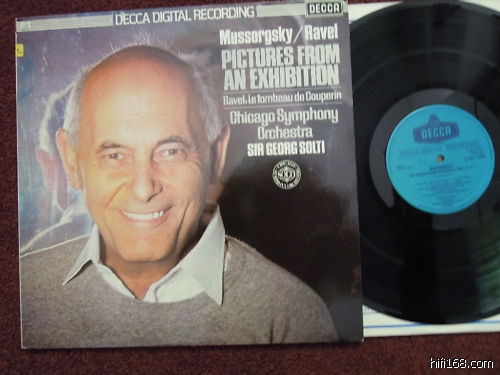 DECCA DIGITAL RECORDING
DECCA
Mussorgsky/Ravel
PICTURES FROM
AN EXHIBITION
Ravel: Le tombeau de Couperin
Chicago Symphony
Orchestra
SIR GEORG SOLTI
DECCA
DECCA DIGITAL RECORDING
hifi168.com